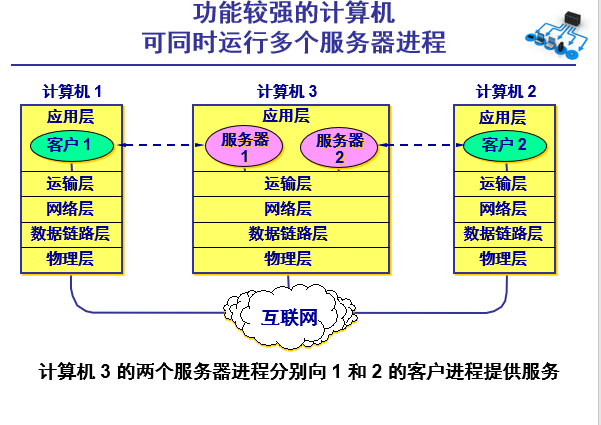 功能较强的计算机
可同时运行多个服务器进程
计算机 1
计算机 3
计算机 2
应用层
应用层
应用层
客户 1
服务器
1
服务器
2
客户 2
运输层
运输层
运输层
网络层
网络层
网络层
数据链路层
数据链路层
数据链路层
物理层
物理层
物理层
互联网
计算机 3 的两个服务器进程分别向 1 和 2 的客户进程提供服务